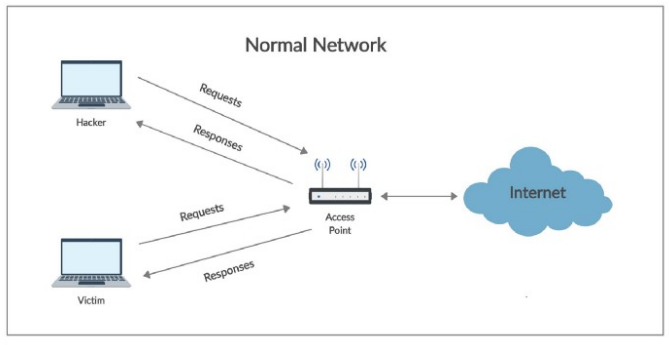 Normal Network
Hacker
Requests
Responses
Requests
Responses
Victim
Access
Point
Internet